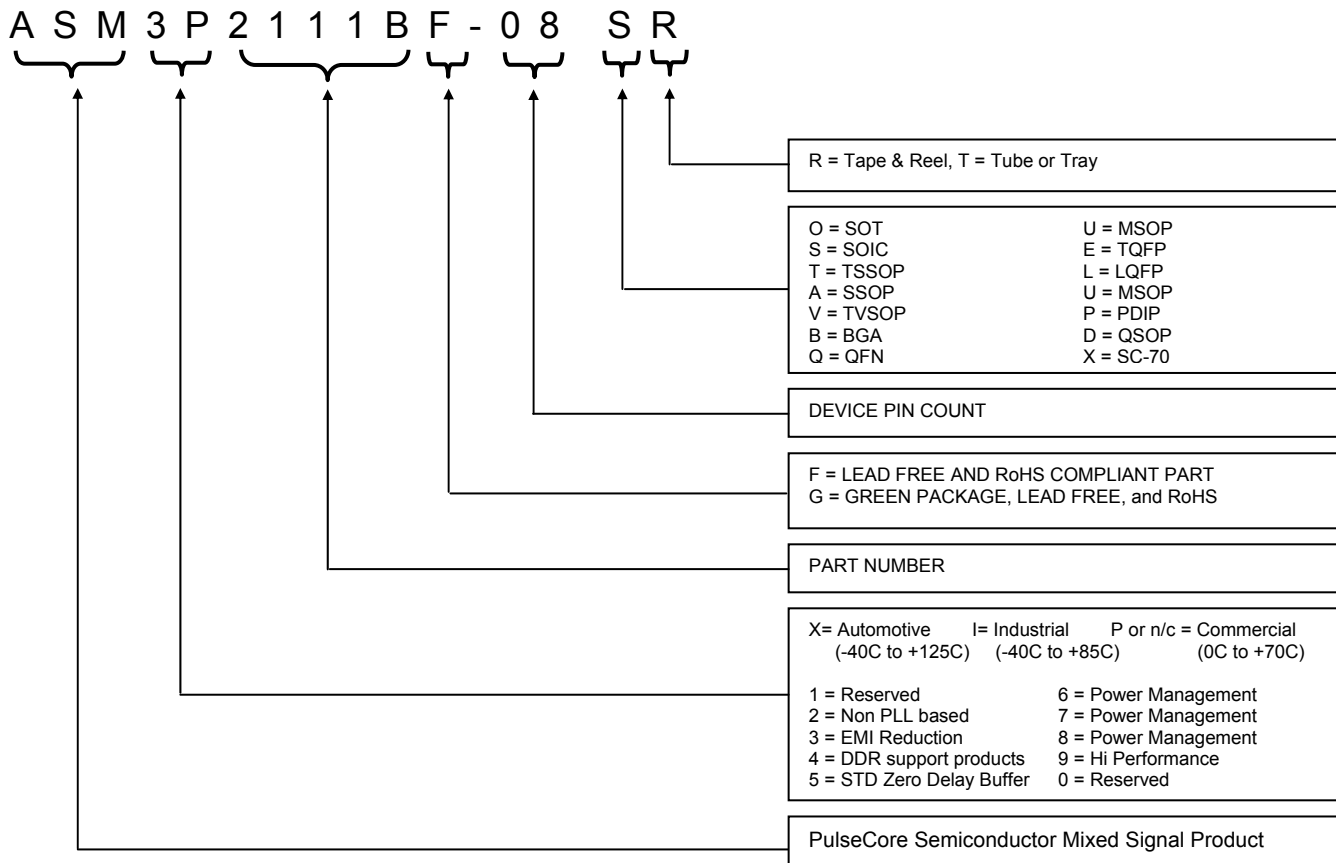 A S M 3 P 2 1 1 1 B F - 0 8 S R
R = Tape & Reel, T = Tube or Tray
O = SOT U = MSOP
S = SOIC E = TQFP
T = TSSOP L = LQFP
A = SSOP U = MSOP
V = TVSOP P = PDIP
B = BGA D = QSOP
Q = QFN X = SC-70
DEVICE PIN COUNT
F = LEAD FREE AND RoHS COMPLIANT PART
G = GREEN PACKAGE, LEAD FREE, and RoHS
PART NUMBER
X= Automotive I= Industrial P or n/c = Commercial
(-40C to +125C) (-40C to +85C) (0C to +70C)
1 = Reserved 6 = Power Management
2 = Non PLL based 7 = Power Management
3 = EMI Reduction 8 = Power Management
4 = DDR support products 9 = Hi Performance
5 = STD Zero Delay Buffer 0 = Reserved
PulseCore Semiconductor Mixed Signal Product